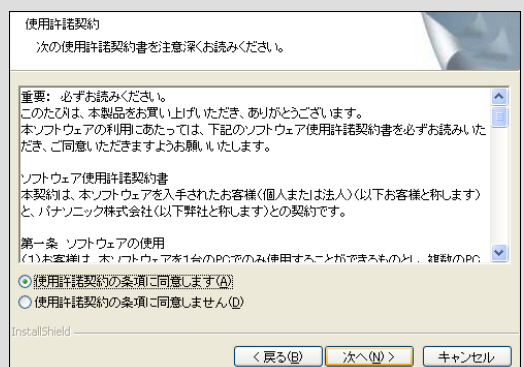 使用許諾契約
次の使用許諾契約書を注意深くお読みください。
重要: 必ずお読みください。
このたびは、本製品をお買い上げいただき、ありがとうございます。
本ソフトウェアの利用にあたっては、下記のソフトウェア使用許諾契約書を必ずお読みいた
だき、ご同意いただきますようお願いいたします。
ソフトウェア使用許諾契約書
本契約は、本ソフトウェアを入手されたお客様(個人または法人)(以下お客様と称します)
と、パナソニック株式会社(以下弊社と称します)との契約です。
第一条 ソフトウェアの使用
(1)お客様は、本ソフトウェアを1台のPCでのみ使用することができるものとし、複数のPC
使用許諾契約の条項に同意します(A)
使用許諾契約の条項に同意しません(D)
InstallShield
< 戻る(B)
次へ(N) >
キャンセル